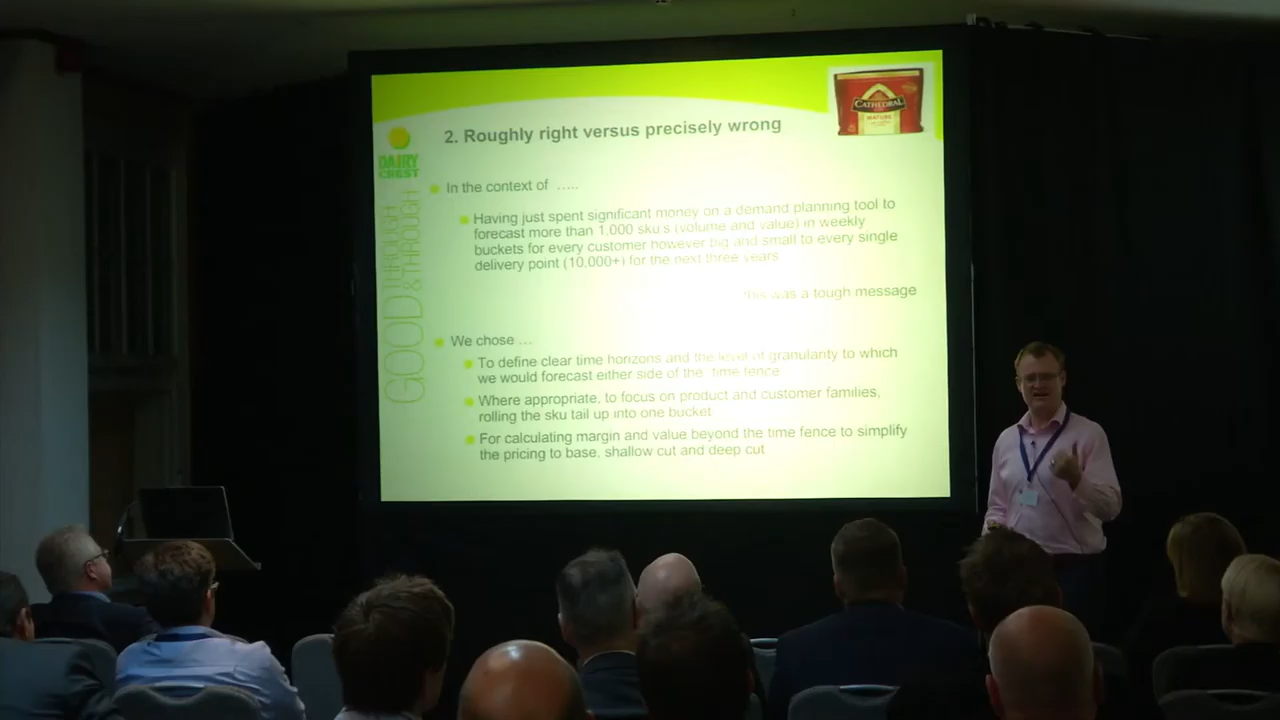 2. Roughly right versus precisely wrong
CATHEDRAL
MATURE
DAIRY
CREST
GOOD THROUGH
& THROUGH
In the context of …..
Having just spent significant money on a demand planning tool to
forecast more than 1,000 sku's (volume and value) in weekly
buckets for every customer however big and small to every single
delivery point (10,000+) for the next three years
this was a tough message
We chose …
To define clear time horizons and the level of granularity to which
we would forecast either side of the time fence
Where appropriate, to focus on product and customer families,
rolling the sku tail up into one bucket
For calculating margin and value beyond the time fence to simplify
the pricing to base, shallow cut and deep cut